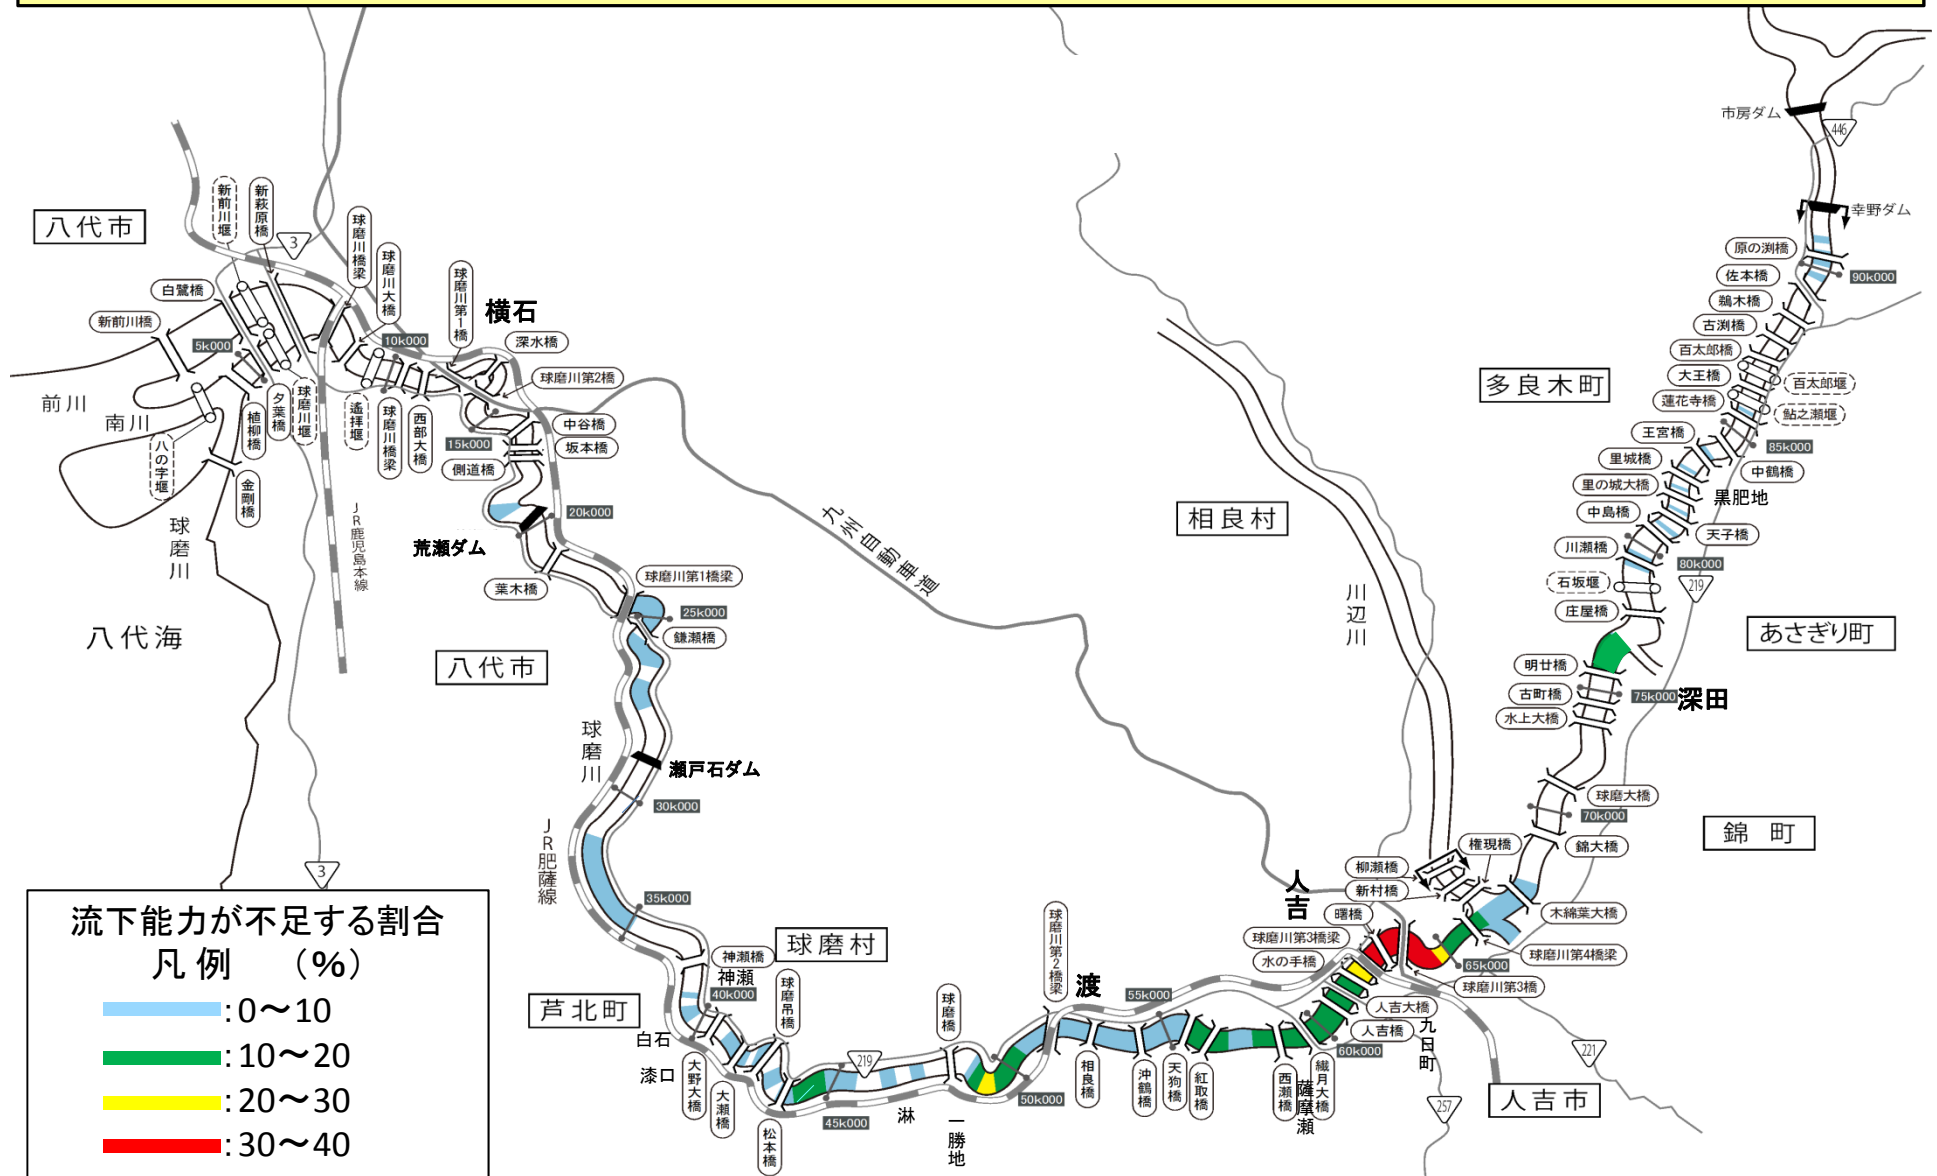 市房ダム
446
幸野ダム
原の渕橋
90k000
佐本橋
鵜木橋
古渕橋
百太郎橋
大王橋
百太郎堰
蓮花寺橋
鮎之瀬堰
多良木町
王宮橋
85k000
里城橋
中鶴橋
里の城大橋
黒肥地
中島橋
天子橋
川瀬橋
80k000
石坂堰
219
庄屋橋
あさぎり町
明廿橋
古町橋
75k000
深田
水上大橋
球磨大橋
70k000
錦町
錦大橋
権現橋
柳瀬橋
新村橋
木綿葉大橋
人吉
曙橋
球磨川第3橋梁
球磨川第4橋梁
水の手橋
65k000
球磨川第3橋
人吉大橋
人吉橋
九日町
60k000
221
257
人吉市
相良村
川辺川
九州自動車道
八代市
新前川堰
新萩原橋
3
球磨川橋梁
球磨川大橋
球磨川第1橋
横石
白鷺橋
新前川橋
5k000
10k000
深水橋
球磨川第2橋
前川
南川
八の字堰
金剛橋
植柳橋
夕葉橋
球磨川堰
遙拝堰
球磨川橋梁
西部大橋
15k000
中谷橋
坂本橋
側道橋
20k000
荒瀬ダム
球磨川
JR鹿児島本線
八代海
葉木橋
球磨川第1橋梁
25k000
鎌瀬橋
八代市
球磨川
瀬戸石ダム
30k000
JR肥薩線
3
35k000
球磨村
神瀬橋
神瀬
40k000
芦北町
球磨吊橋
白石
漆口
大野大橋
大瀬橋
松本橋
219
45k000
淋
球磨橋
一勝地
球磨川第2橋梁
渡
50k000
55k000
相良橋
沖鶴橋
天狗橋
紅取橋
西瀬橋
薩摩瀬
繊月大橋
流下能力が不足する割合
凡例 (%)
:0～10
:10～20
:20～30
:30～40